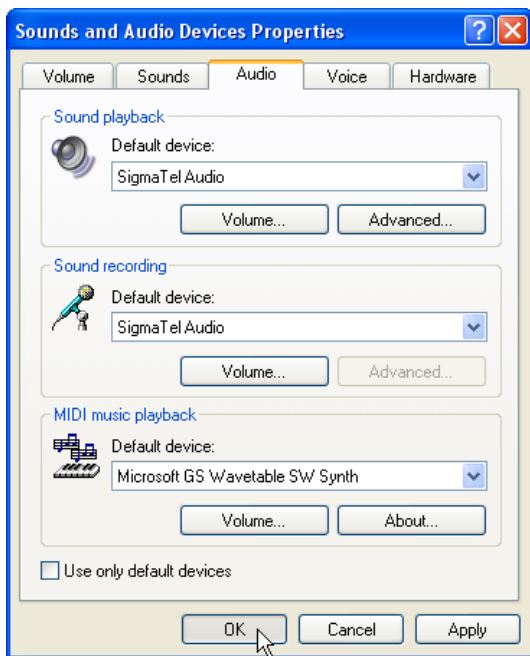 Sounds and Audio Devices Properties
Volume Sounds Audio Voice Hardware
Sound playback
Default device:
SigmaTel Audio
Volume... Advanced...
Sound recording
Default device:
SigmaTel Audio
Volume... Advanced...
MIDI music playback
Default device:
Microsoft GS Wavetable SW Synth
Volume... About...
Use only default devices
OK Cancel Apply